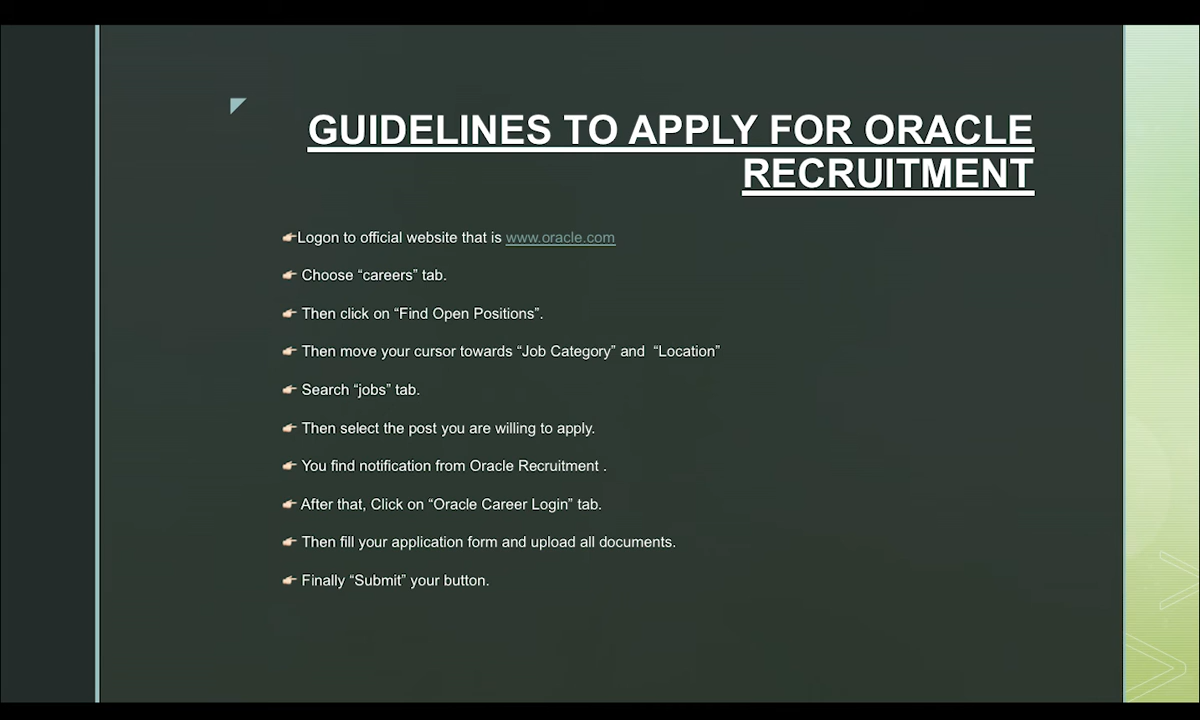 GUIDELINES TO APPLY FOR ORACLE
RECRUITMENT
👉Logon to official website that is www.oracle.com
👉 Choose “careers” tab.
👉 Then click on “Find Open Positions”.
👉 Then move your cursor towards “Job Category” and  “Location”
👉 Search “jobs” tab.
👉 Then select the post you are willing to apply.
👉 You find notification from Oracle Recruitment .
👉 After that, Click on “Oracle Career Login” tab.
👉 Then fill your application form and upload all documents.
👉 Finally “Submit” your button.